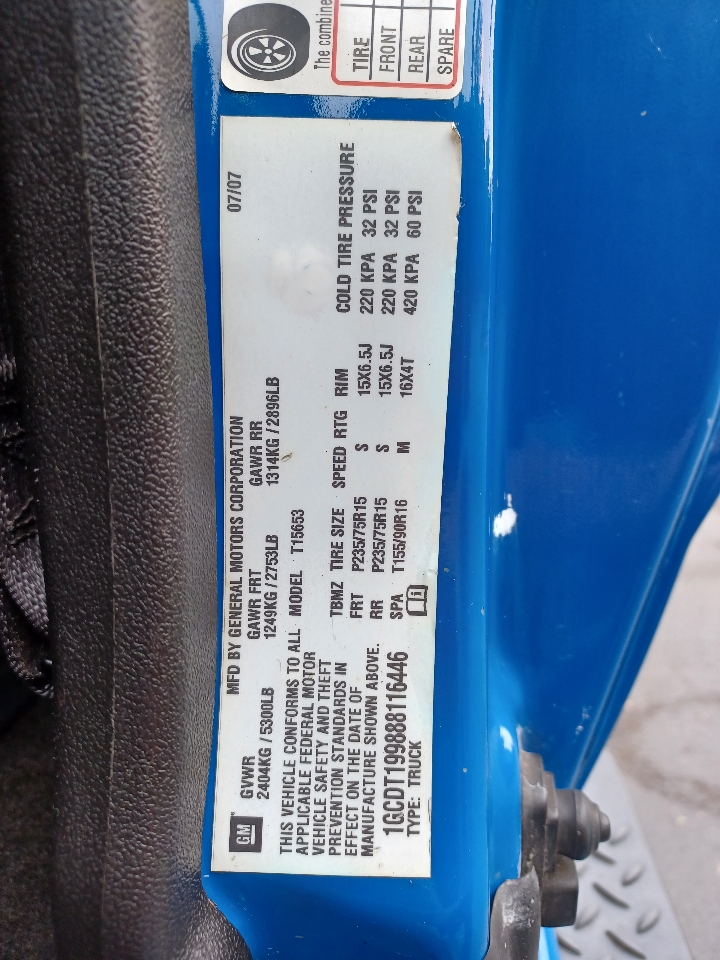 The combine
TIRE
FRONT
REAR
SPARE
MFD BY GENERAL MOTORS CORPORATION 07/07
GVWR GAWR FRT GAWR RR
2404KG / 5300LB 1249KG / 2753LB 1314KG / 2896LB
GM
THIS VEHICLE CONFORMS TO ALL MODEL T15653
APPLICABLE FEDERAL MOTOR
VEHICLE SAFETY AND THEFT
PREVENTION STANDARDS IN
EFFECT ON THE DATE OF
MANUFACTURE SHOWN ABOVE.
1GCDT199888116446
TYPE: TRUCK
TBMZ TIRE SIZE SPEED RTG RIM COLD TIRE PRESSURE
FRT P235/75R15 S 15X6.5J 220 KPA 32 PSI
RR P235/75R15 S 15X6.5J 220 KPA 32 PSI
SPA T155/90R16 M 16X4T 420 KPA 60 PSI